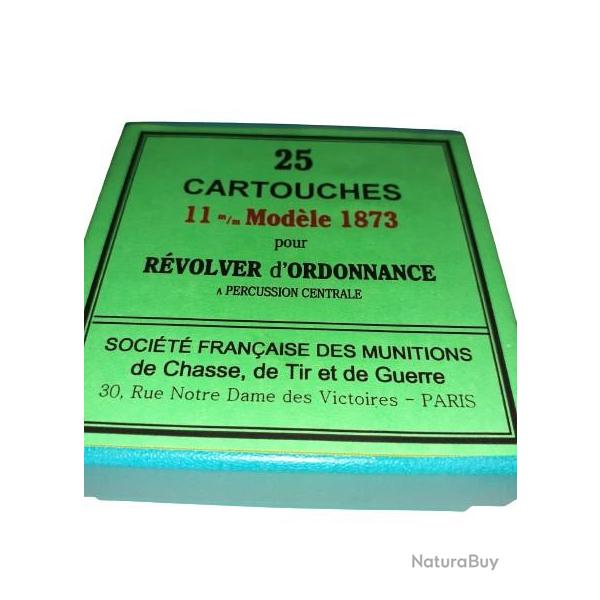 25
CARTOUCHES
11 m/m Modèle 1873
pour
RÉVOLVER d'ORDONNANCE
A PERCUSSION CENTRALE
SOCIÉTÉ FRANÇAISE DES MUNITIONS
de Chasse, de Tir et de Guerre
30, Rue Notre Dame des Victoires - PARIS
NaturaBuy